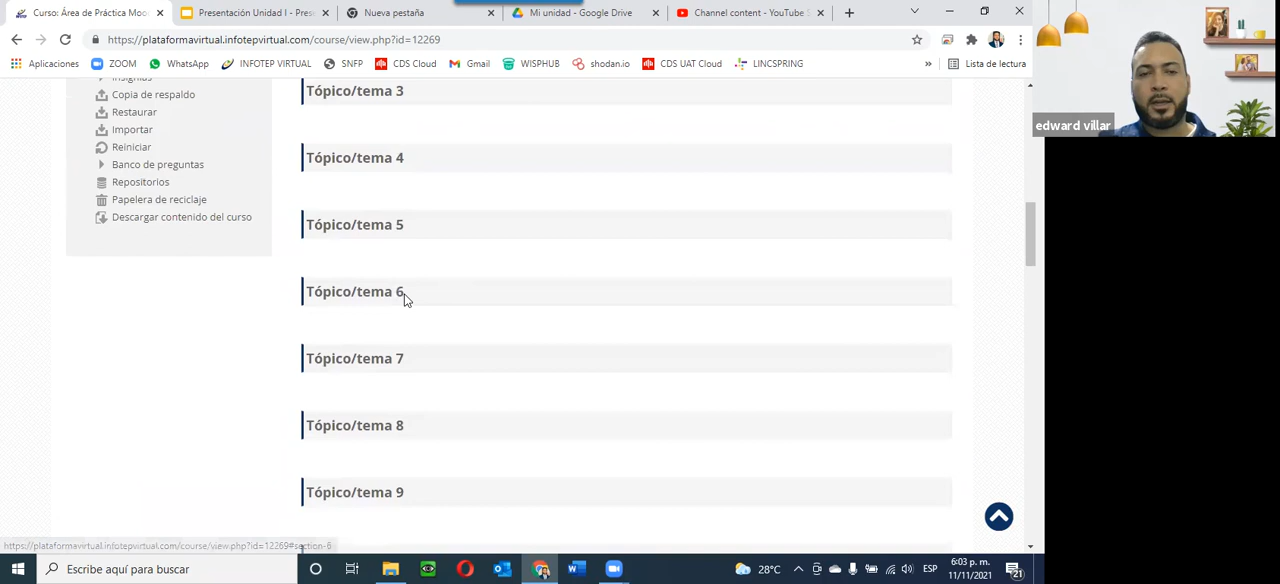 Curso: Área de Práctica Moo
Presentación Unidad I - Prese
Nueva pestaña
Mi unidad - Google Drive
Channel content - YouTube S
https://plataformavirtual.infotepvirtual.com/course/view.php?id=12269
Aplicaciones
ZOOM
WhatsApp
INFOTEP VIRTUAL
SNFP
CDS Cloud
Gmail
WISPHUB
shodan.io
CDS UAT Cloud
LINCSPRING
»
Lista de lectura
Insignias
Copia de respaldo
Restaurar
Importar
Reiniciar
Banco de preguntas
Repositorios
Papelera de reciclaje
Descargar contenido del curso
Tópico/tema 3
Tópico/tema 4
Tópico/tema 5
Tópico/tema 6
Tópico/tema 7
Tópico/tema 8
Tópico/tema 9
edward villar
https://plataformavirtual.infotepvirtual.com/course/view.php?id=12269#section-6
Escribe aquí para buscar
28°C
ESP
6:03 p. m.
11/11/2021
21